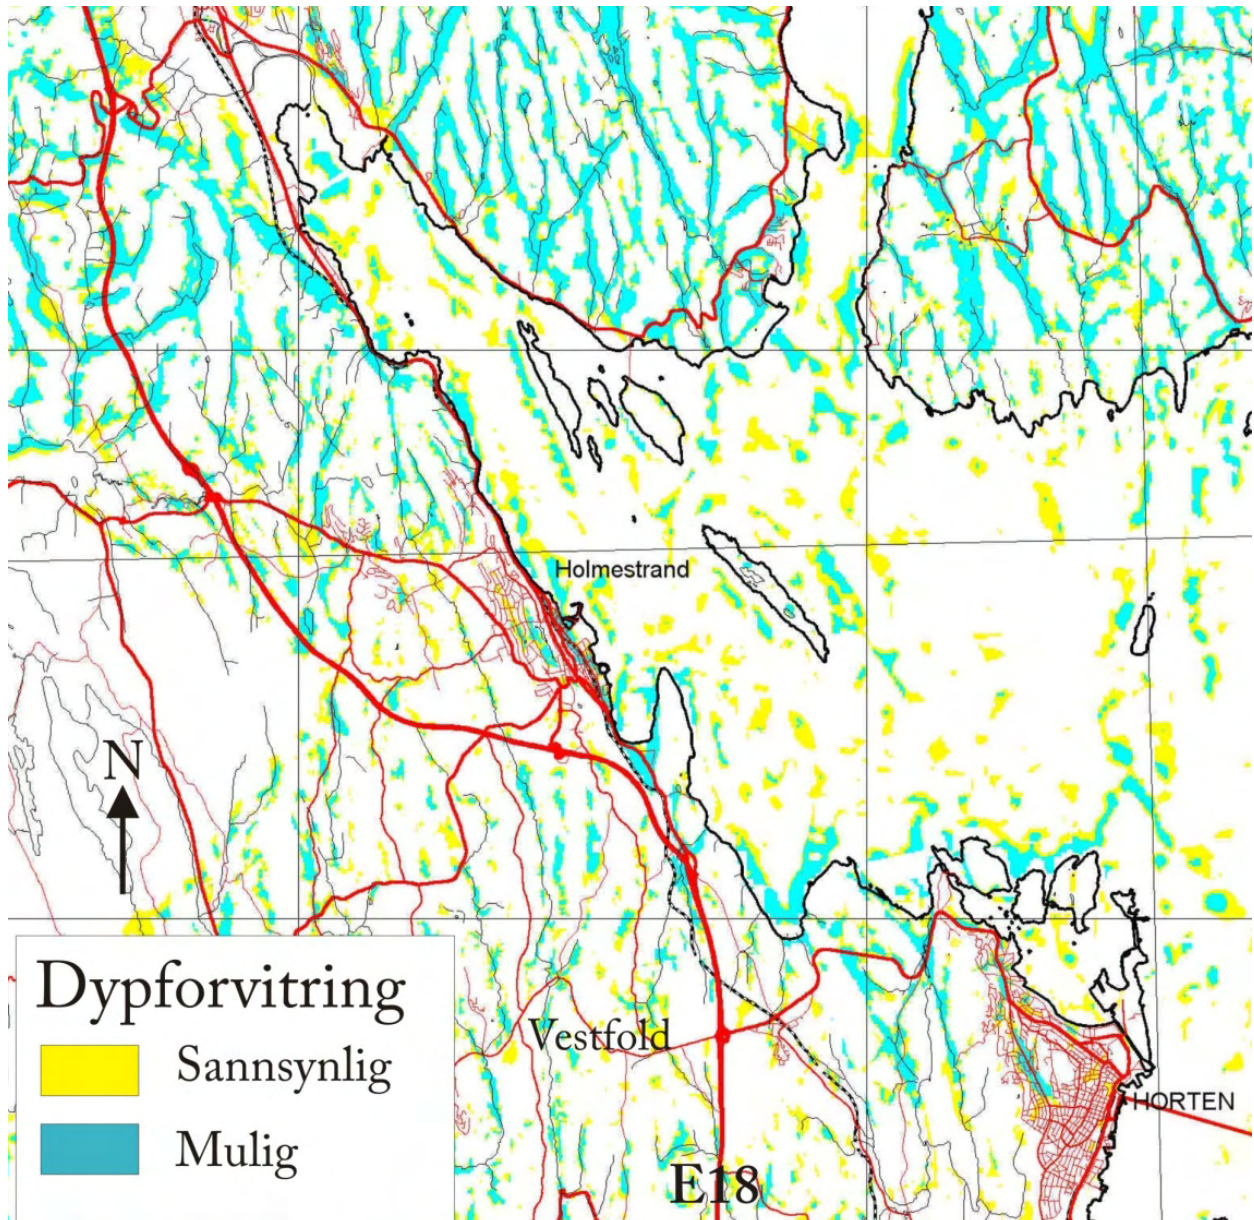 Holmestrand
N
Dypforvitring
Sannsynlig
Mulig
Vestfold
HORTEN
E18